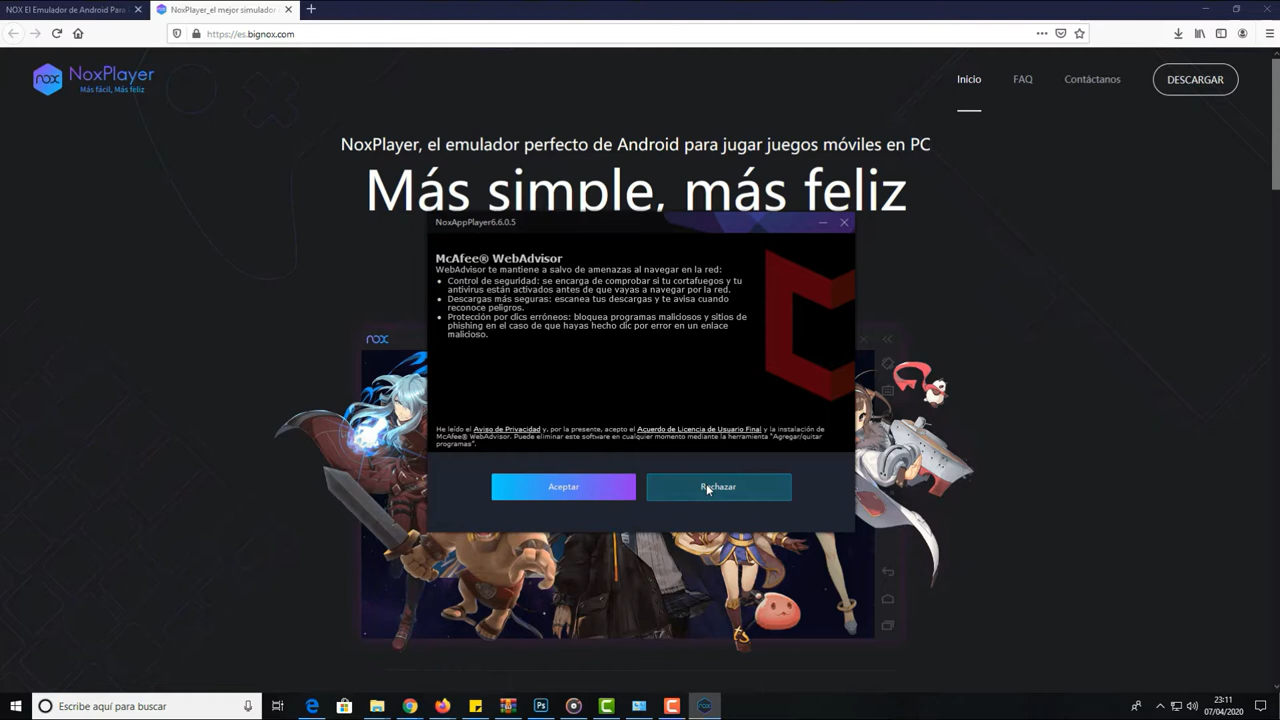 NOX El Emulador de Android Para
NoxPlayer_el mejor simulador
https://es.bignox.com
NoxPlayer
Más fácil, Más feliz
Inicio
FAQ
Contáctanos
DESCARGAR
NoxPlayer, el emulador perfecto de Android para jugar juegos móviles en PC
Más simple, más feliz
NoxAppPlayer6.6.0.5
McAfee® WebAdvisor
WebAdvisor te mantiene a salvo de amenazas al navegar en la red:
• Control de seguridad: se encarga de comprobar si tu cortafuegos y tu
antivirus están activados antes de que vayas a navegar por la red.
• Descargas más seguras: escanea tus descargas y te avisa cuando
reconoce peligros.
• Protección por clics erróneos: bloquea programas maliciosos y sitios de
phishing en el caso de que hayas hecho clic por error en un enlace
malicioso.
nox
He leído el Aviso de Privacidad y, por la presente, acepto el Acuerdo de Licencia de Usuario Final y la instalación de
McAfee® WebAdvisor. Puede eliminar este software en cualquier momento mediante la herramienta "Agregar/quitar
programas".
Aceptar
Rechazar
Escribe aquí para buscar
Ps
23:11
07/04/2020